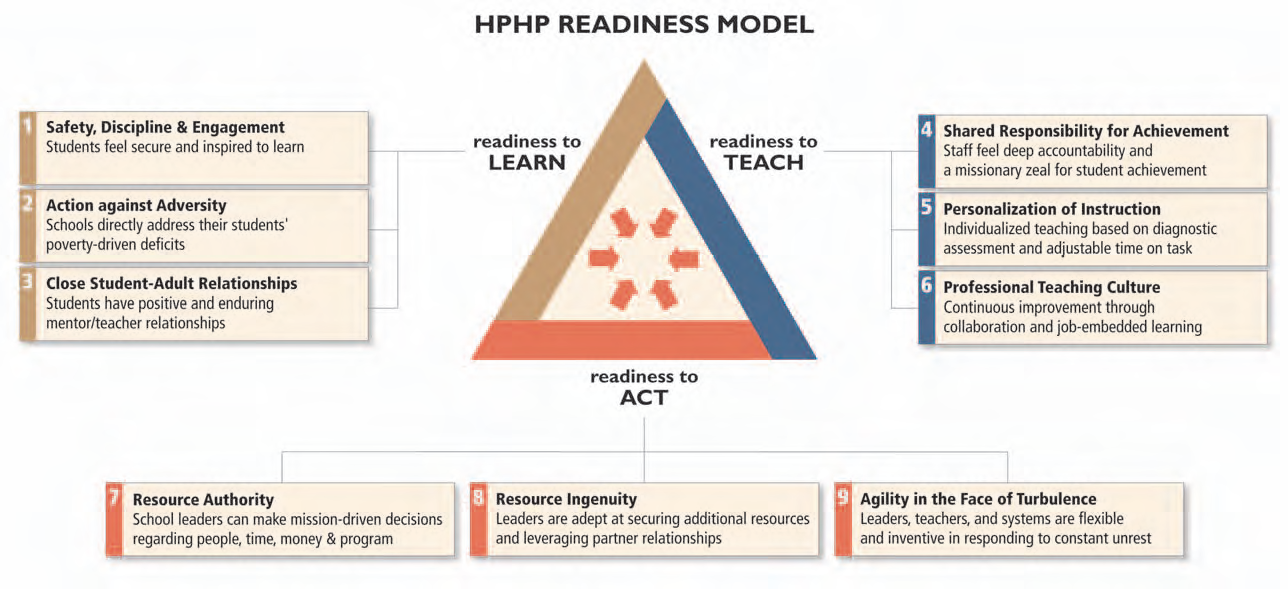 HPHP READINESS MODEL
readiness to
LEARN
1
Safety, Discipline & Engagement
Students feel secure and inspired to learn
2
Action against Adversity
Schools directly address their students'
poverty-driven deficits
3
Close Student-Adult Relationships
Students have positive and enduring
mentor/teacher relationships
readiness to
TEACH
4
Shared Responsibility for Achievement
Staff feel deep accountability and
a missionary zeal for student achievement
5
Personalization of Instruction
Individualized teaching based on diagnostic
assessment and adjustable time on task
6
Professional Teaching Culture
Continuous improvement through
collaboration and job-embedded learning
readiness to
ACT
7
Resource Authority
School leaders can make mission-driven decisions
regarding people, time, money & program
8
Resource Ingenuity
Leaders are adept at securing additional resources
and leveraging partner relationships
9
Agility in the Face of Turbulence
Leaders, teachers, and systems are flexible
and inventive in responding to constant unrest